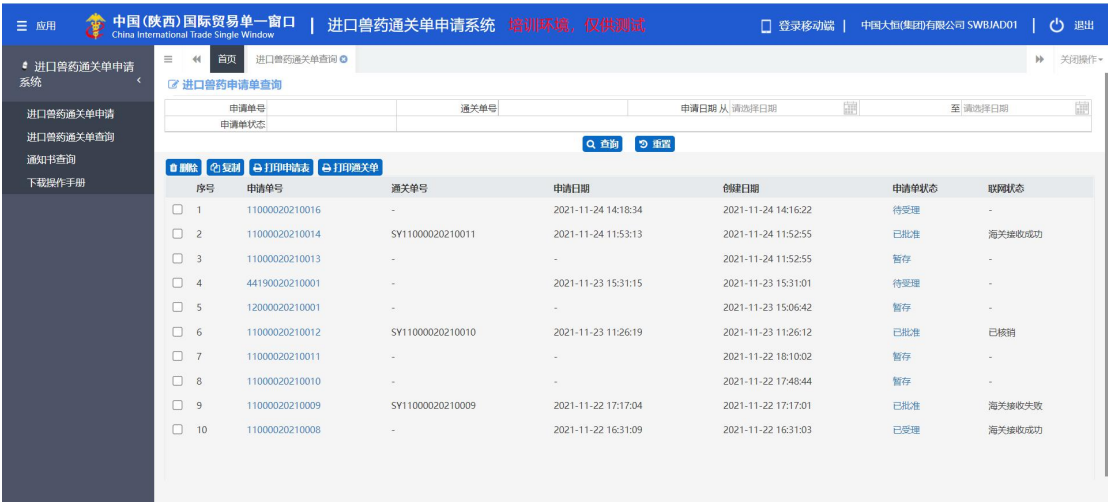 应用 中国(陕西)国际贸易单一窗口 | 进口兽药通关单申请系统 培训环境，仅供测试 登录移动端 | 中国大恒(集团)有限公司 SWBJAD01 | 退出
China International Trade Single Window
进口兽药通关单申请系统
进口兽药通关单申请
进口兽药通关单查询
通知书查询
下载操作手册
首页 进口兽药通关单查询 关闭操作
进口兽药申请单查询
申请单号 通关单号 申请日期 从 请选择日期 至 请选择日期
申请单状态
查询 重置
删除 复制 打印申请表 打印通关单
序号 申请单号 通关单号 申请日期 创建日期 申请单状态 联网状态
1 11000020210016 - 2021-11-24 14:18:34 2021-11-24 14:16:22 待受理 -
2 11000020210014 SY11000020210011 2021-11-24 11:53:13 2021-11-24 11:52:55 已批准 海关接收成功
3 11000020210013 - - 2021-11-24 11:52:55 暂存 -
4 44190020210001 - 2021-11-23 15:31:15 2021-11-23 15:31:01 待受理 -
5 12000020210001 - - 2021-11-23 15:06:42 暂存 -
6 11000020210012 SY11000020210010 2021-11-23 11:26:19 2021-11-23 11:26:12 已批准 已核销
7 11000020210011 - - 2021-11-22 18:10:02 暂存 -
8 11000020210010 - - 2021-11-22 17:48:44 暂存 -
9 11000020210009 SY11000020210009 2021-11-22 17:17:04 2021-11-22 17:17:01 已批准 海关接收失败
10 11000020210008 - 2021-11-22 16:31:09 2021-11-22 16:31:03 已受理 海关接收成功